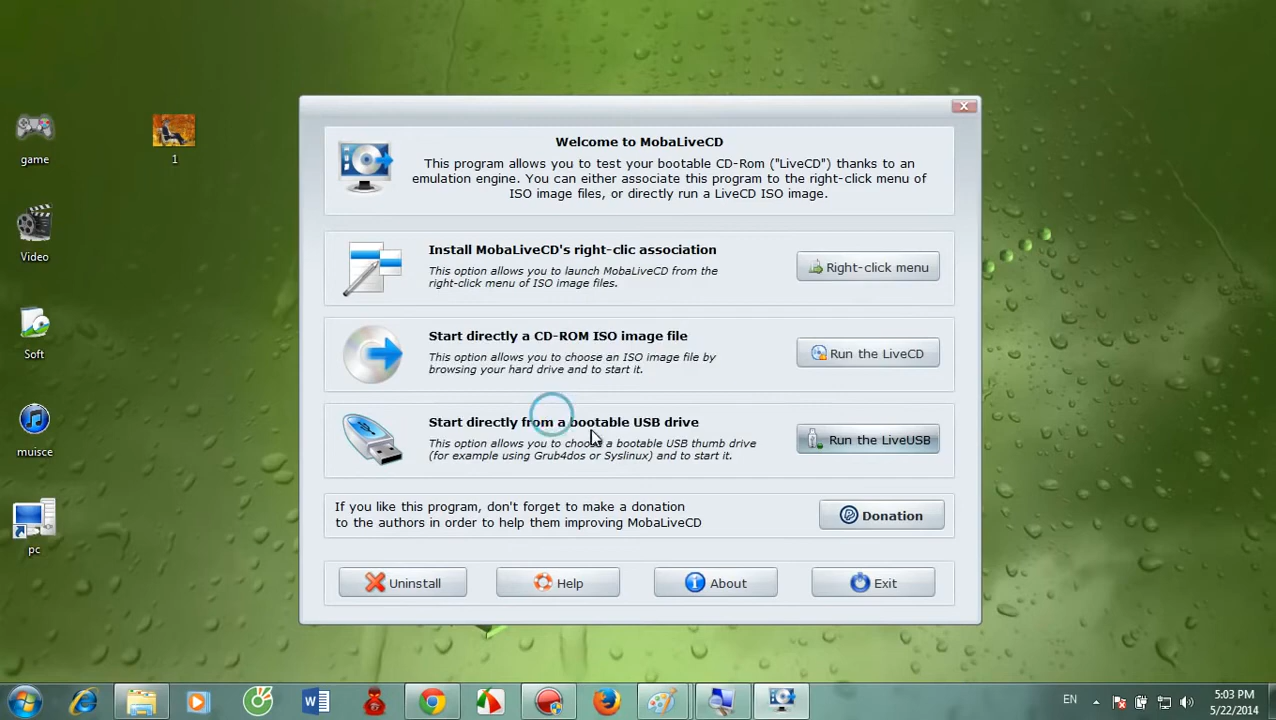 game
1
Video
Soft
muisce
pc
Welcome to MobaLiveCD
This program allows you to test your bootable CD-Rom ("LiveCD") thanks to an
emulation engine. You can either associate this program to the right-click menu of
ISO image files, or directly run a LiveCD ISO image.
Install MobaLiveCD's right-clic association
This option allows you to launch MobaLiveCD from the
right-click menu of ISO image files.
Right-click menu
Start directly a CD-ROM ISO image file
This option allows you to choose an ISO image file by
browsing your hard drive and to start it.
Run the LiveCD
Start directly from a bootable USB drive
This option allows you to choose a bootable USB thumb drive
(for example using Grub4dos or Syslinux) and to start it.
Run the LiveUSB
If you like this program, don't forget to make a donation
to the authors in order to help them improving MobaLiveCD
Donation
Uninstall
Help
About
Exit
EN
5:03 PM
5/22/2014